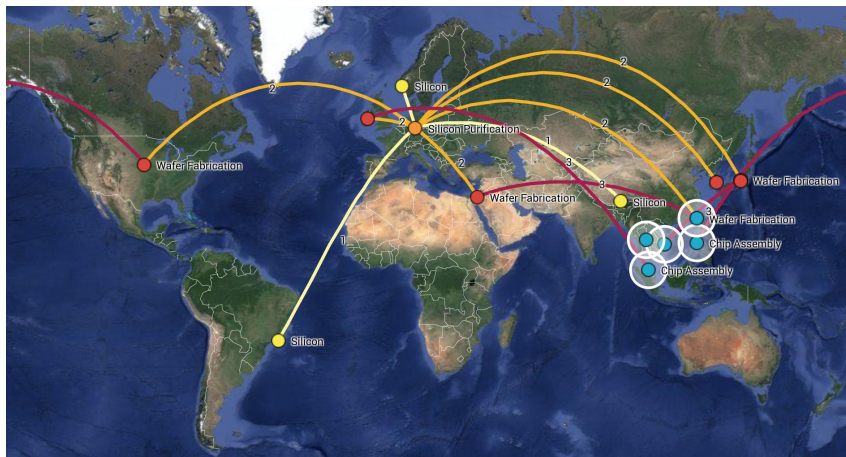 2
2
Silicon
2
2
2
Silicon Purification
1
3
2
Wafer Fabrication
Wafer Fabrication
3
Wafer Fabrication
Silicon
3
Wafer Fabrication
1
Chip Assembly
Chip Assembly
Silicon